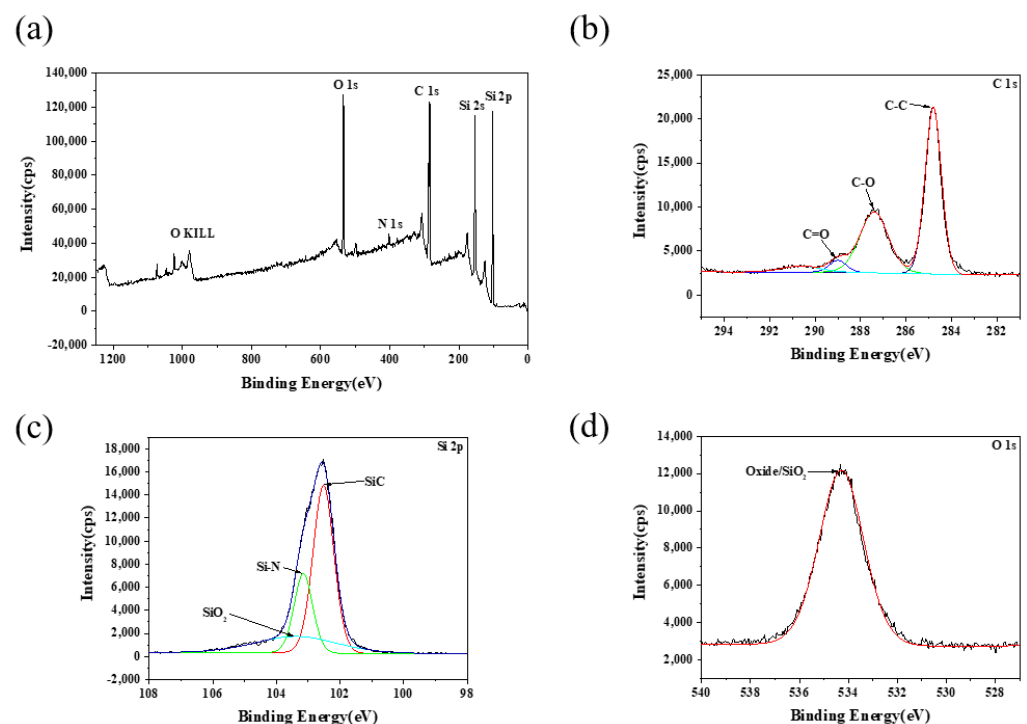 (a)
140,000
120,000
100,000
80,000
60,000
40,000
20,000
0
-20,000
Intensity(cps)
O KILL
O 1s
N 1s
C 1s
Si 2s
Si 2p
1200 1000 800 600 400 200 0
Binding Energy(eV)
(b)
25,000
20,000
15,000
10,000
5,000
0
Intensity(cps)
C 1s
C-C
C-O
C=O
294 292 290 288 286 284 282
Binding Energy(eV)
(c)
18,000
16,000
14,000
12,000
10,000
8,000
6,000
4,000
2,000
0
-2,000
Intensity(cps)
Si 2p
SiC
Si-N
SiO2
108 106 104 102 100 98
Binding Energy(eV)
(d)
14,000
12,000
10,000
8,000
6,000
4,000
2,000
Intensity(cps)
O 1s
Oxide/SiO2
540 538 536 534 532 530 528
Binding Energy(eV)